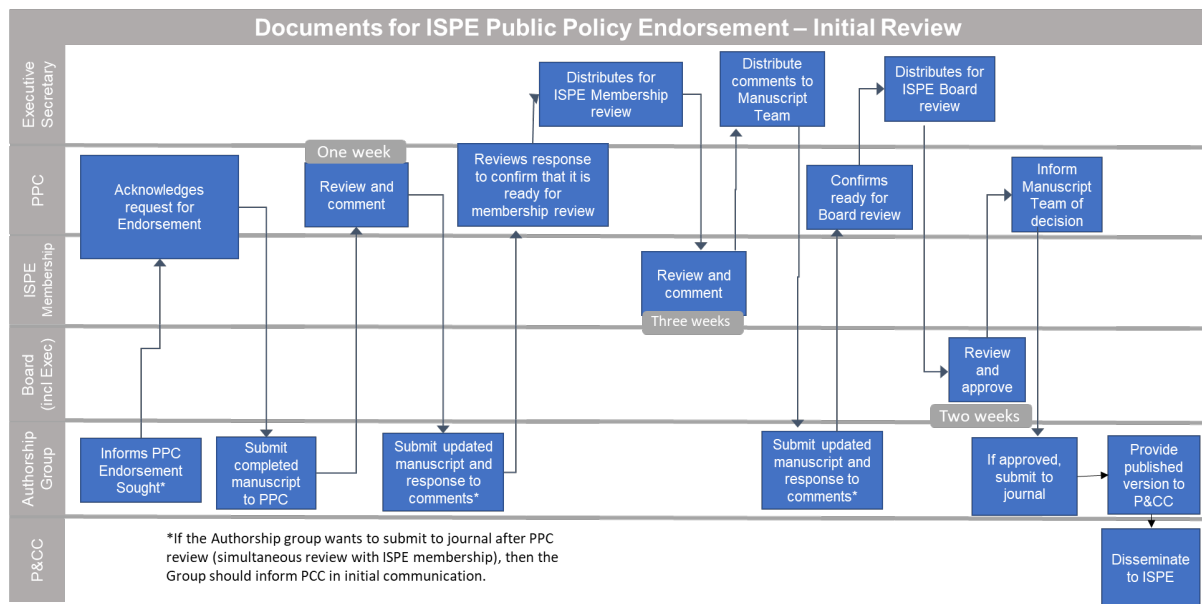 Documents for ISPE Public Policy Endorsement – Initial Review
Executive
Secretary
Distributes for
ISPE Membership
review
Distribute
comments to
Manuscript
Team
Distributes for
ISPE Board
review
PPC
Acknowledges
request for
Endorsement
One week
Review and
comment
Reviews response
to confirm that it is
ready for
membership review
Confirms
ready for
Board review
Inform
Manuscript
Team of
decision
ISPE
Membership
Review and
comment
Three weeks
Board
(incl Exec)
Review
and
approve
Two weeks
Authorship
Group
Informs PPC
Endorsement
Sought*
Submit
completed
manuscript
to PPC
Submit updated
manuscript and
response to
comments*
Submit updated
manuscript and
response to
comments*
If approved,
submit to
journal
Provide
published
version to
P&CC
P&CC
*If the Authorship group wants to submit to journal after PPC
review (simultaneous review with ISPE membership), then the
Group should inform PCC in initial communication.
Disseminate
to ISPE